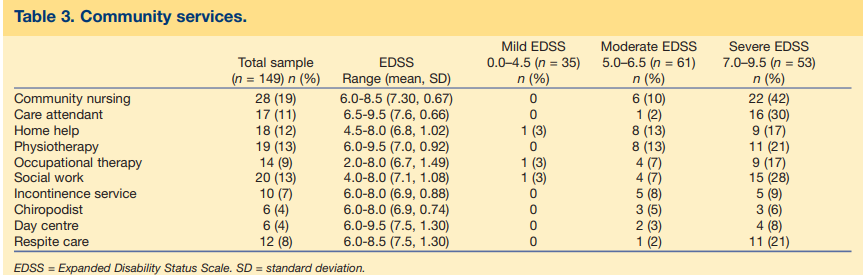 Table 3. Community services.
Mild EDSS Moderate EDSS Severe EDSS
Total sample EDSS 0.0–4.5 (n = 35) 5.0–6.5 (n = 61) 7.0–9.5 (n = 53)
(n = 149) n (%) Range (mean, SD) n (%) n (%) n (%)
Community nursing 28 (19) 6.0-8.5 (7.30, 0.67) 0 6 (10) 22 (42)
Care attendant 17 (11) 6.5-9.5 (7.6, 0.66) 0 1 (2) 16 (30)
Home help 18 (12) 4.5-8.0 (6.8, 1.02) 1 (3) 8 (13) 9 (17)
Physiotherapy 19 (13) 6.0-9.5 (7.0, 0.92) 0 8 (13) 11 (21)
Occupational therapy 14 (9) 2.0-8.0 (6.7, 1.49) 1 (3) 4 (7) 9 (17)
Social work 20 (13) 4.0-8.0 (7.1, 1.08) 1 (3) 4 (7) 15 (28)
Incontinence service 10 (7) 6.0-8.0 (6.9, 0.88) 0 5 (8) 5 (9)
Chiropodist 6 (4) 6.0-8.0 (6.9, 0.74) 0 3 (5) 3 (6)
Day centre 6 (4) 6.0-9.5 (7.5, 1.30) 0 2 (3) 4 (8)
Respite care 12 (8) 6.0-8.5 (7.5, 1.30) 0 1 (2) 11 (21)
EDSS = Expanded Disability Status Scale. SD = standard deviation.